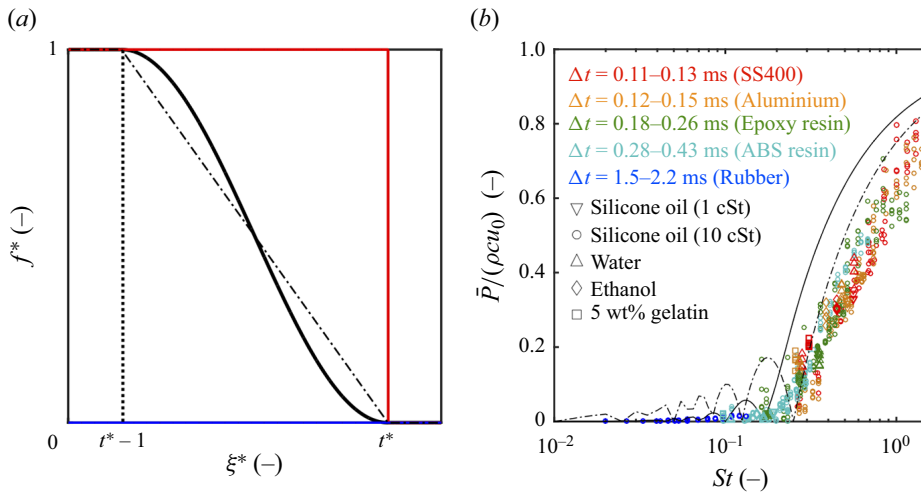 (a)
1
f* (–)
0
t* – 1
t*
ξ* (–)
(b)
1.0
0.8
0.6
0.4
0.2
0
P̄/(ρcu₀) (–)
Δt = 0.11–0.13 ms (SS400)
Δt = 0.12–0.15 ms (Aluminium)
Δt = 0.18–0.26 ms (Epoxy resin)
Δt = 0.28–0.43 ms (ABS resin)
Δt = 1.5–2.2 ms (Rubber)
Silicone oil (1 cSt)
Silicone oil (10 cSt)
Water
Ethanol
5 wt% gelatin
10⁻² 10⁻¹ 10⁰
St (–)